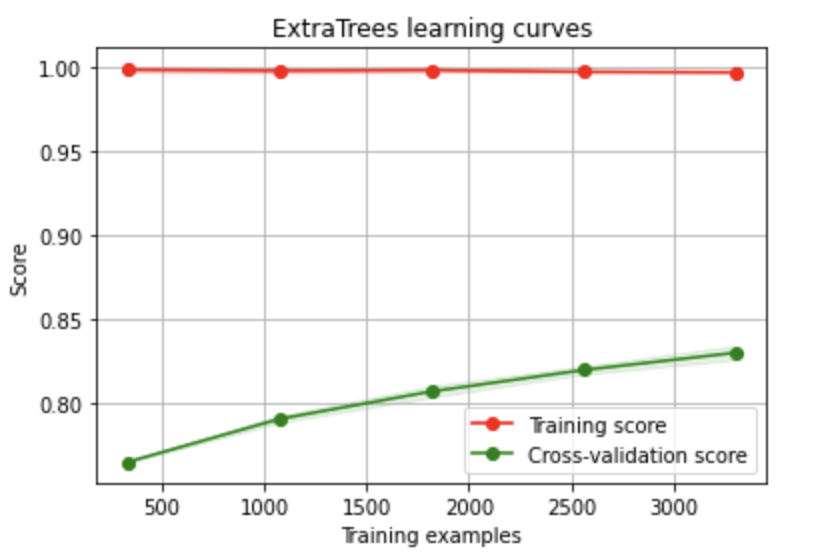 ExtraTrees learning curves
1.00
0.95
0.90
0.85
0.80
Score
Training score
Cross-validation score
500 1000 1500 2000 2500 3000
Training examples